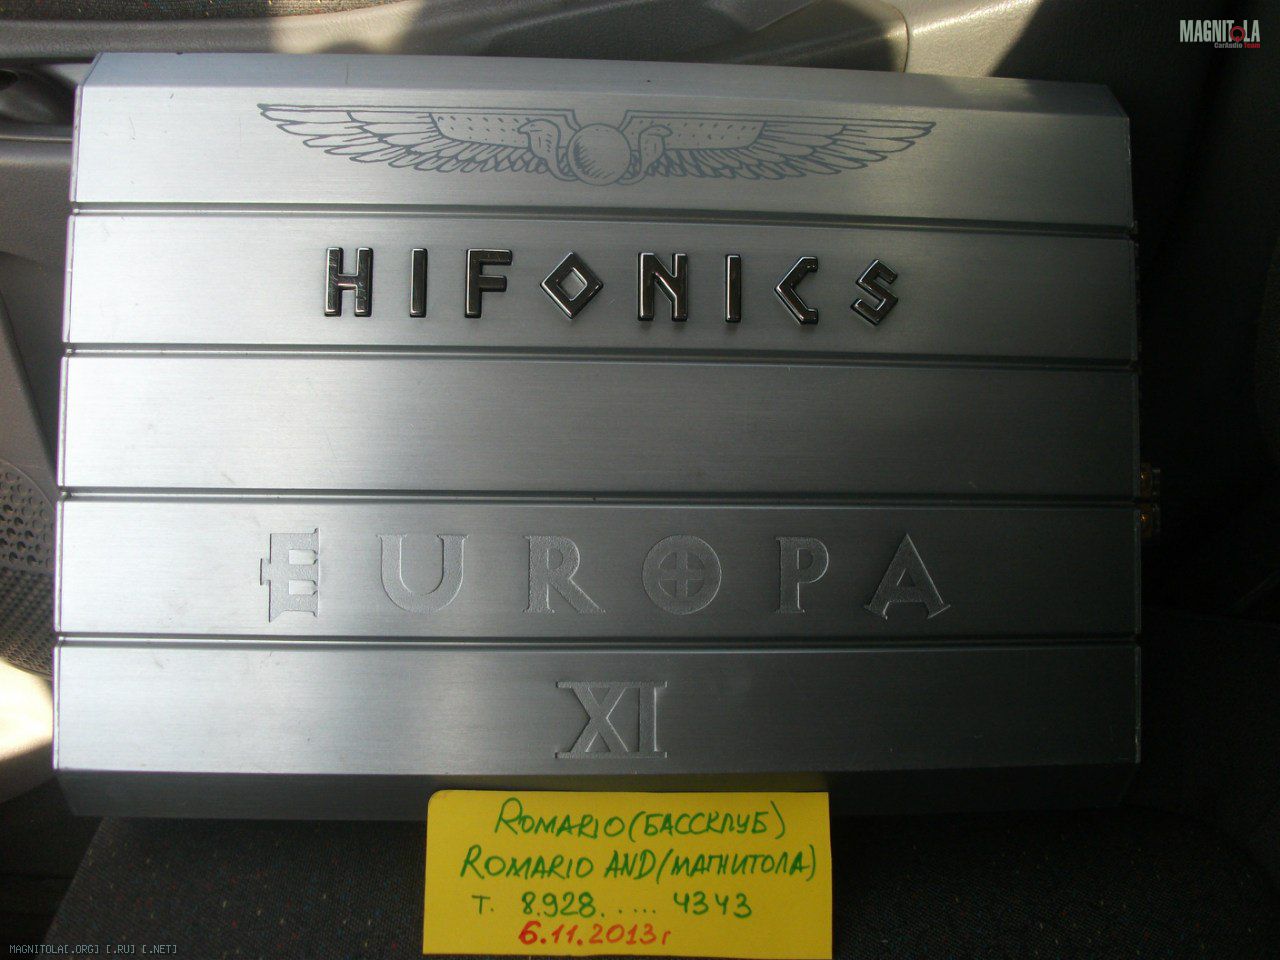 MAGNITOLA
CarAudio Team
HIFONICS
EUROPA
XI
ROMARIO(БАССКЛУБ)
ROMARIO AND(МАГНИТОЛА)
Т. 8.928..... 4343
6.11.2013г
MAGNITOLA[.ORG] [.RU] [.NET]